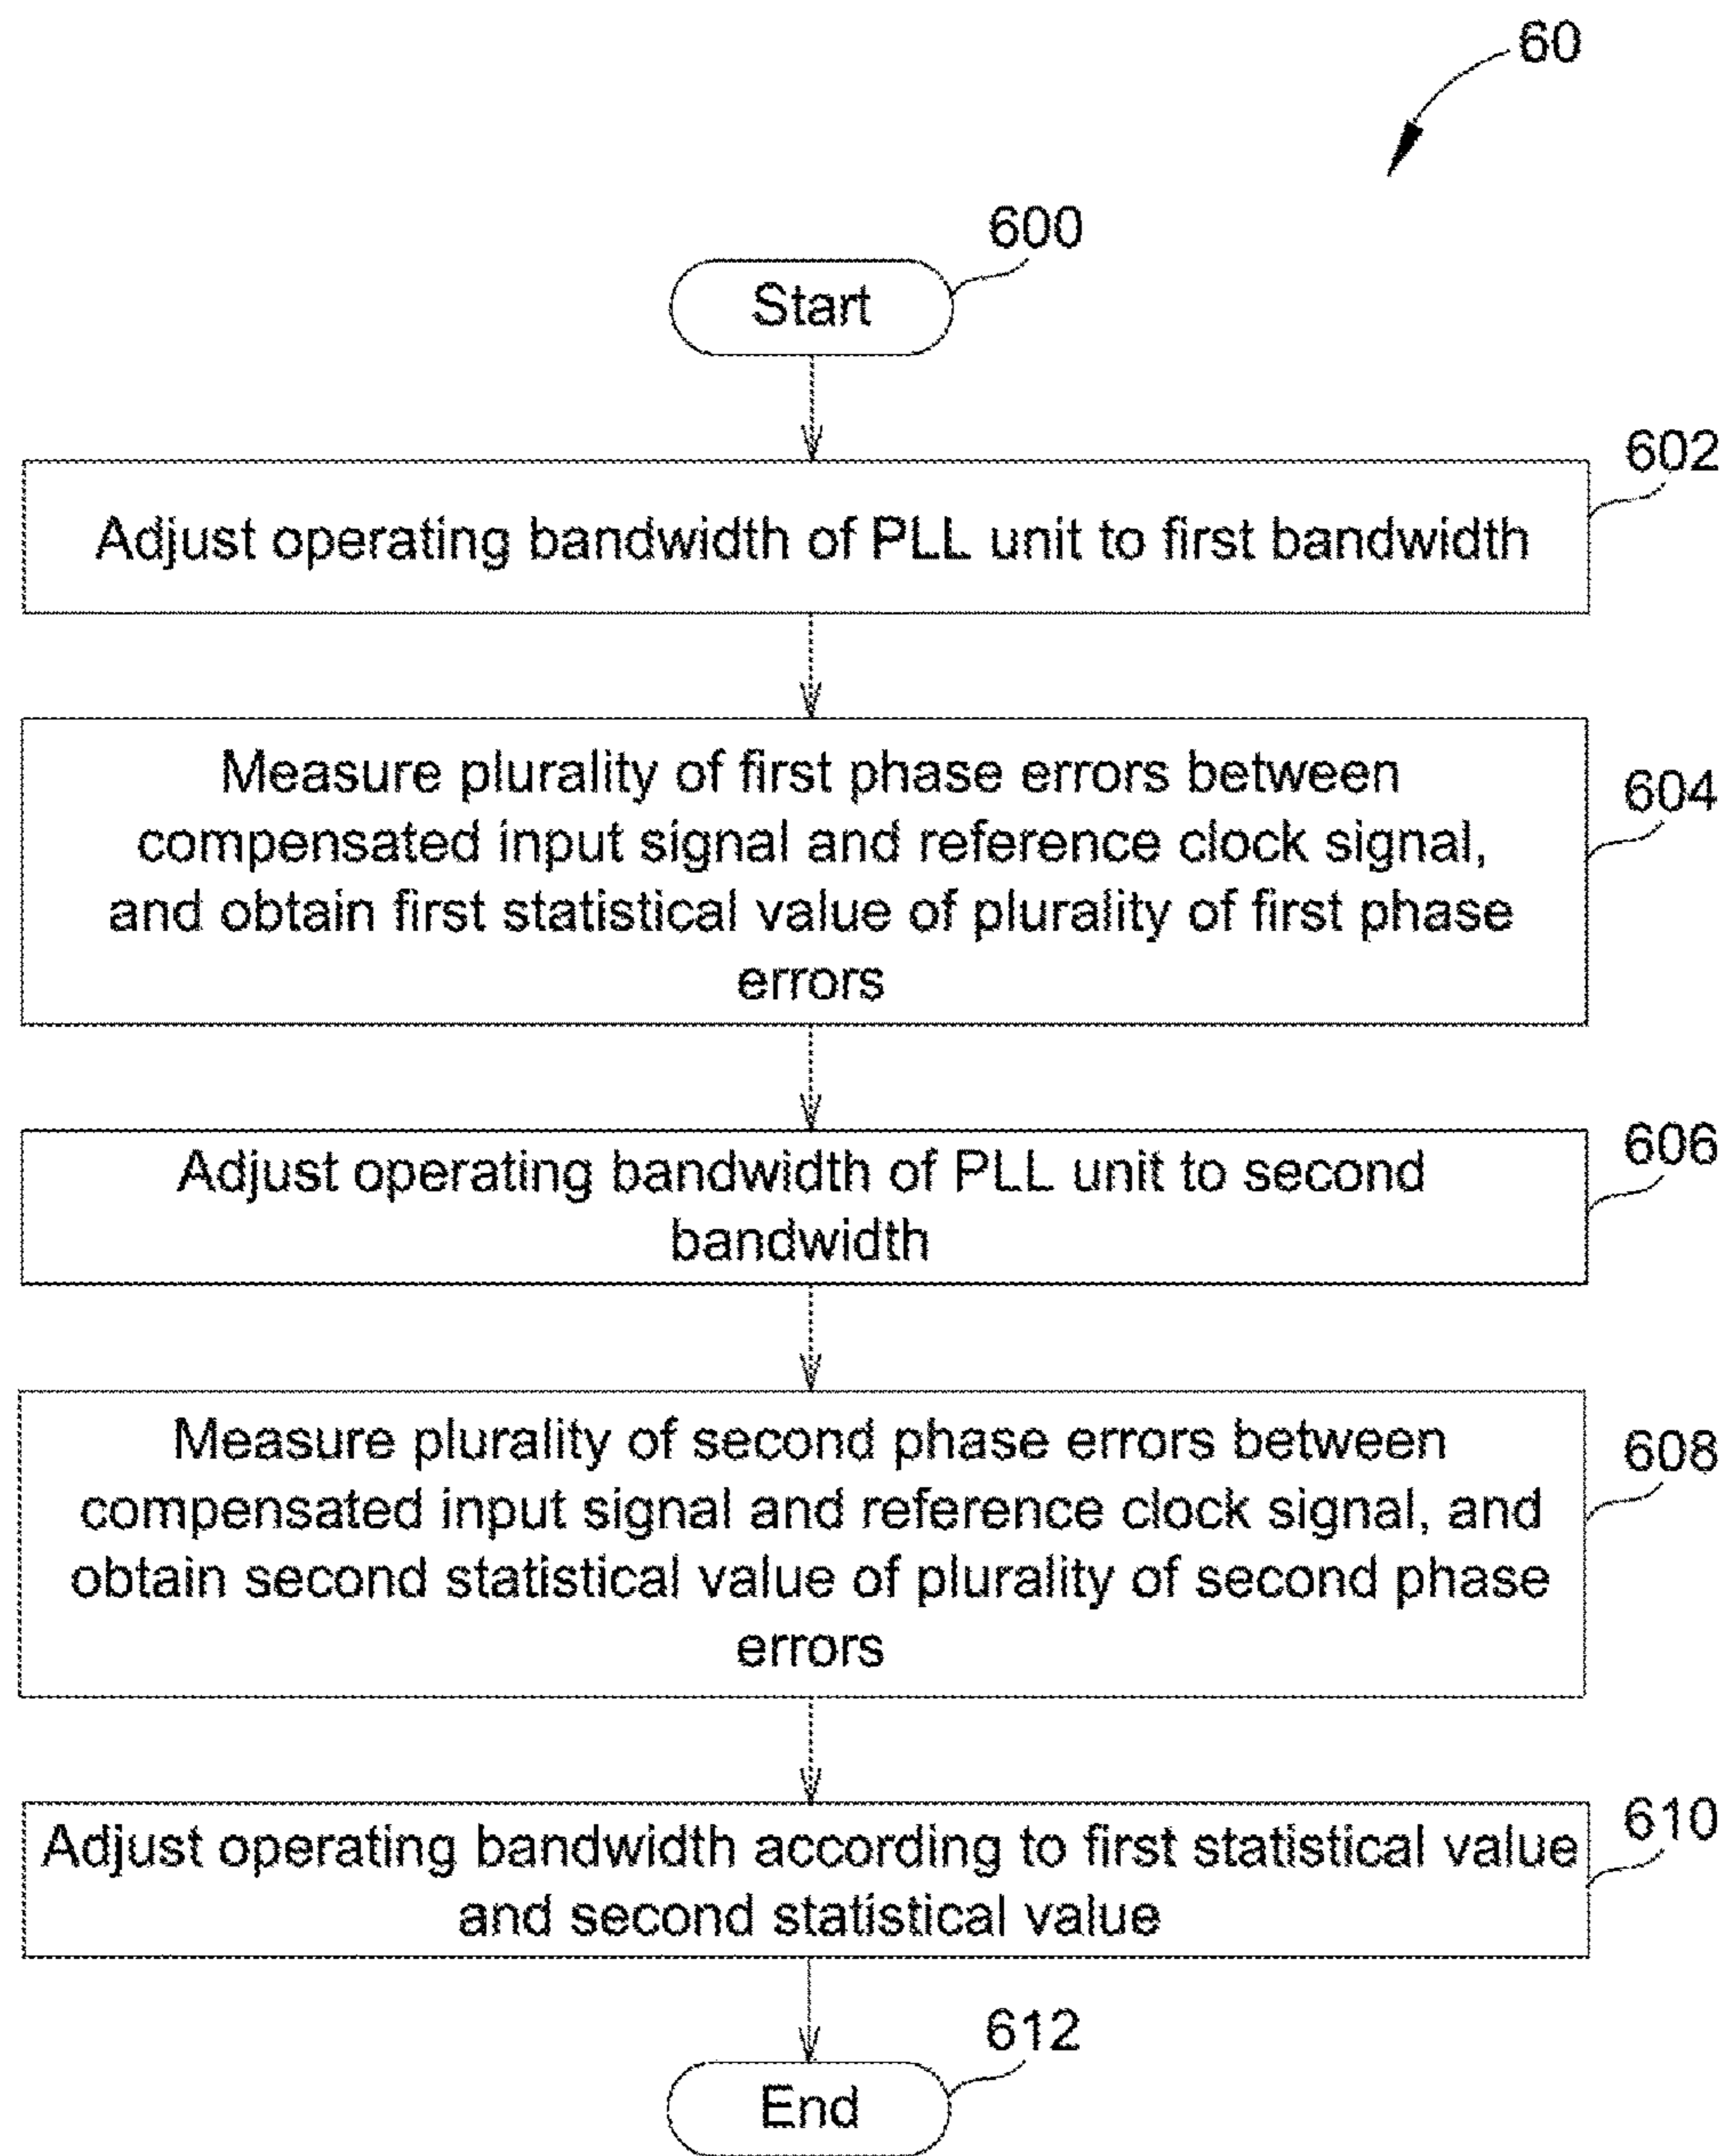 60
600
Start
602
Adjust operating bandwidth of PLL unit to first bandwidth
604
Measure plurality of first phase errors between
compensated input signal and reference clock signal,
and obtain first statistical value of plurality of first phase
errors
606
Adjust operating bandwidth of PLL unit to second
bandwidth
608
Measure plurality of second phase errors between
compensated input signal and reference clock signal, and
obtain second statistical value of plurality of second phase
errors
610
Adjust operating bandwidth according to first statistical value
and second statistical value
612
End